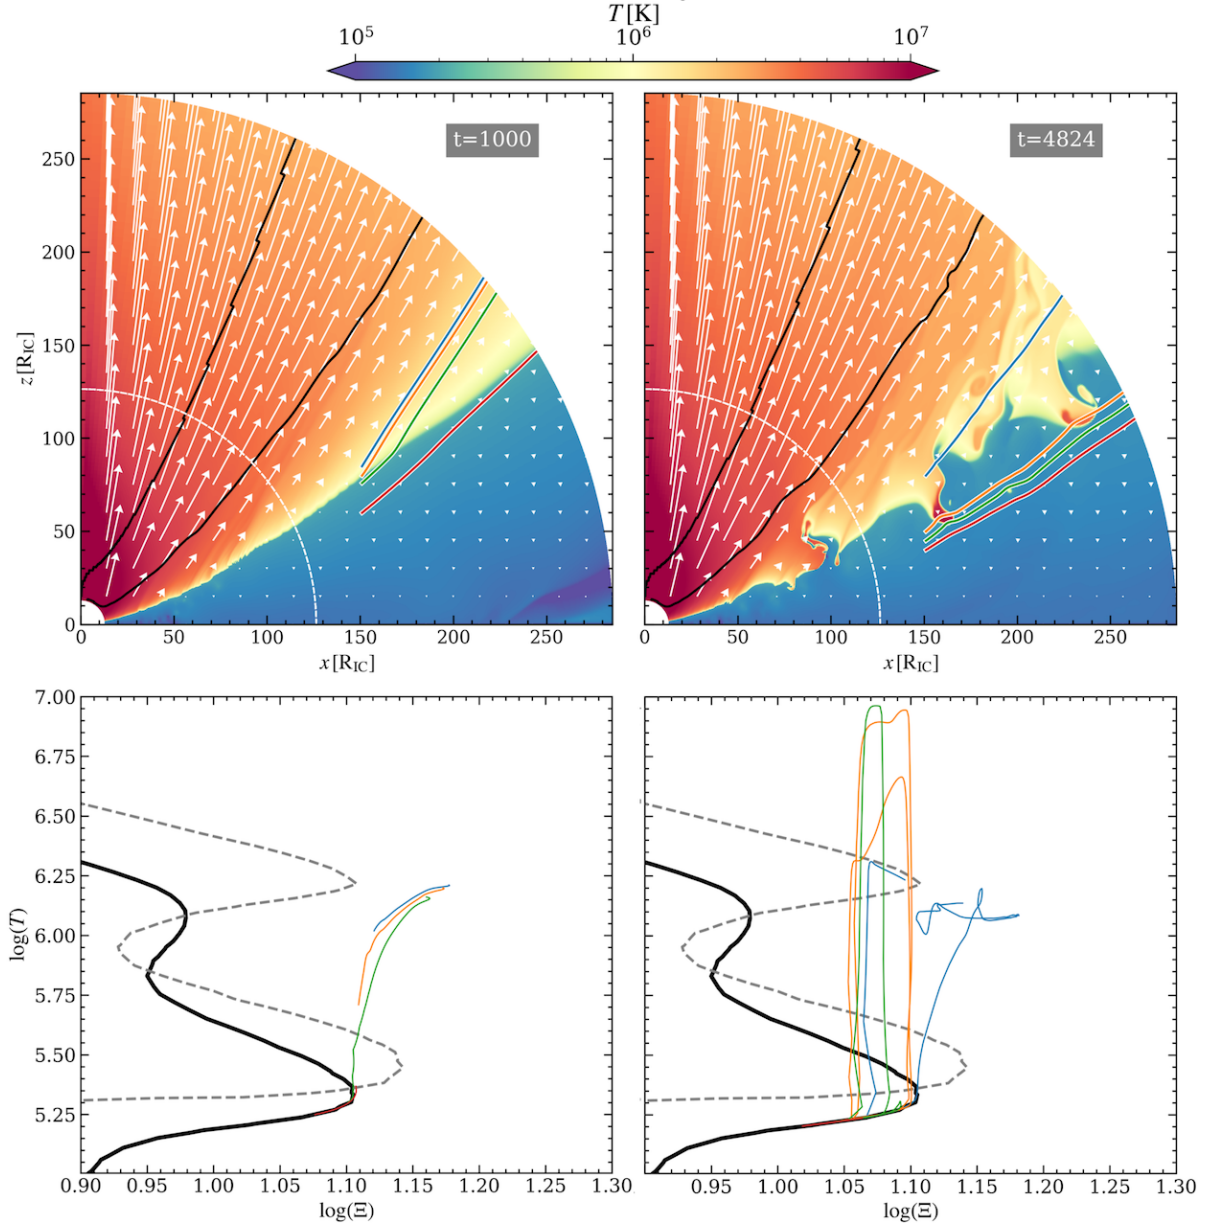 T [K]
10^5 10^6 10^7
t=1000
t=4824
z [R_IC]
250
200
150
100
50
0
0 50 100 150 200 250
x [R_IC]
0 50 100 150 200 250
x [R_IC]
log(T)
7.00
6.75
6.50
6.25
6.00
5.75
5.50
5.25
0.90 0.95 1.00 1.05 1.10 1.15 1.20 1.25 1.30
log(Ξ)
0.95 1.00 1.05 1.10 1.15 1.20 1.25 1.30
log(Ξ)